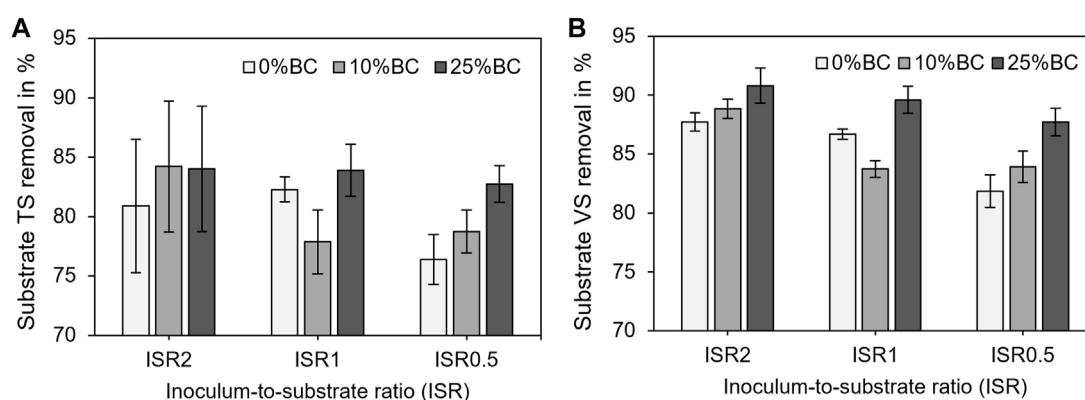 A
Substrate TS removal in %
95
90
85
80
75
70
0%BC 10%BC 25%BC
ISR2 ISR1 ISR0.5
Inoculum-to-substrate ratio (ISR)
B
Substrate VS removal in %
95
90
85
80
75
70
0%BC 10%BC 25%BC
ISR2 ISR1 ISR0.5
Inoculum-to-substrate ratio (ISR)